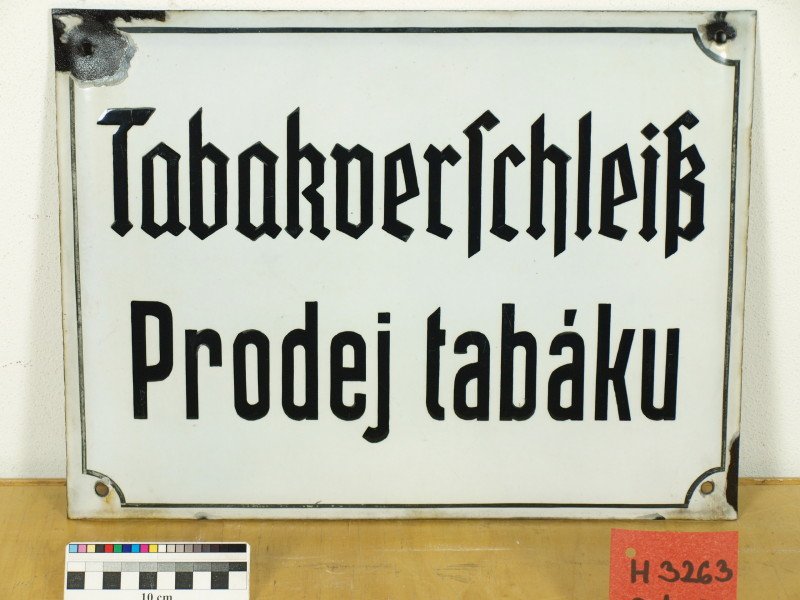 Tabakverſchleiß
Prodej tabáku
10 cm
H 3263